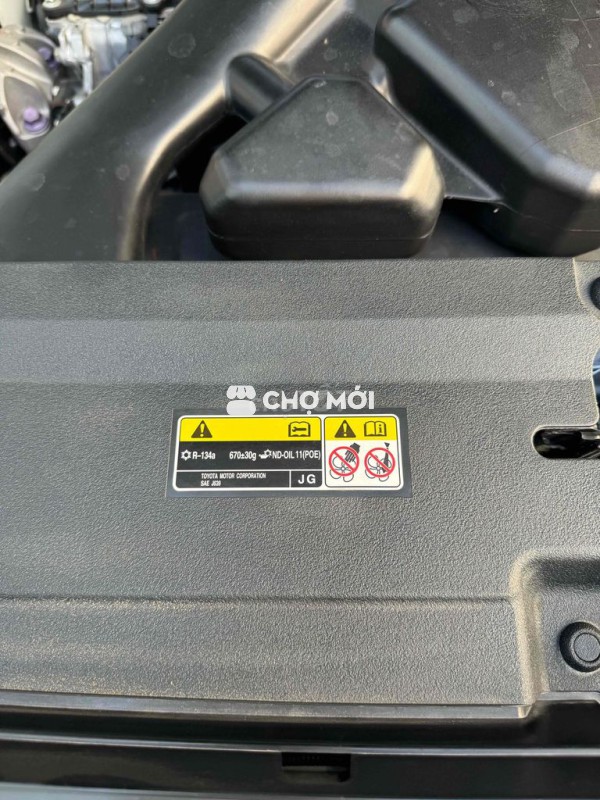 CHỢ MỚI
R-134a 670±30g ND-OIL 11(POE)
TOYOTA MOTOR CORPORATION
SAE J639
JG